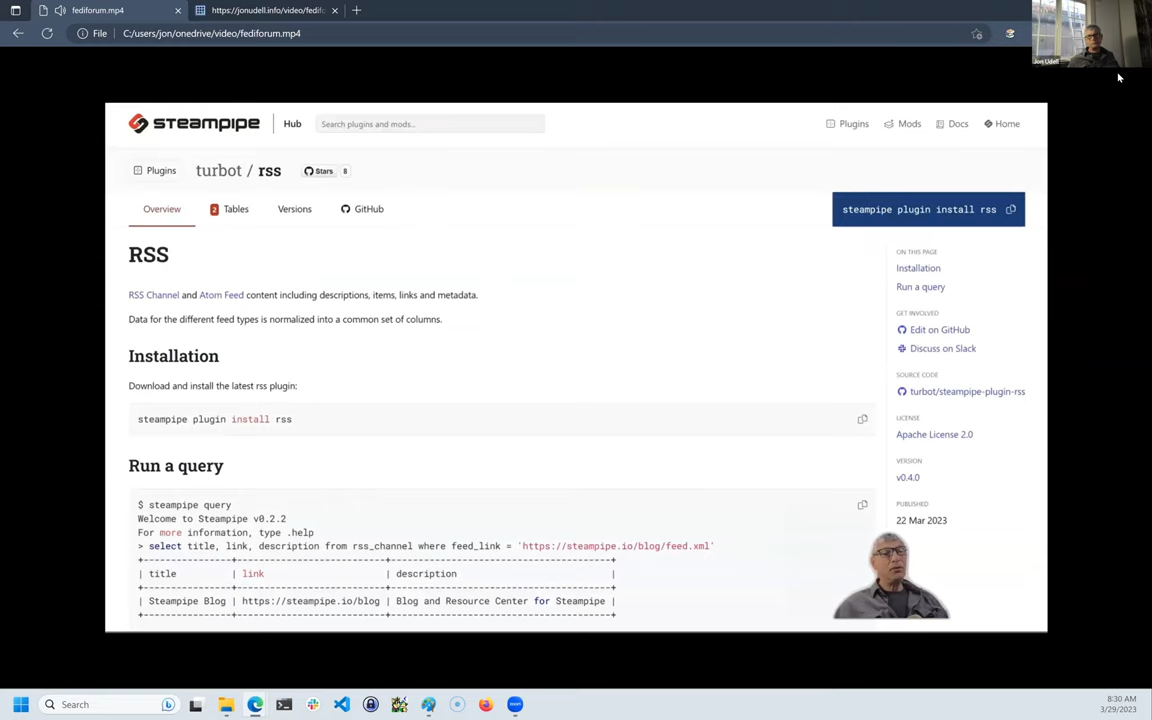 fediforum.mp4
https://jonudell.info/video/fedifo
File
C:/users/jon/onedrive/video/fediforum.mp4
Jon Udell
steampipe
Hub
Search plugins and mods...
Plugins
Mods
Docs
Home
Plugins
turbot / rss
Stars
8
Overview
2 Tables
Versions
GitHub
steampipe plugin install rss
RSS
RSS Channel and Atom Feed content including descriptions, items, links and metadata.
Data for the different feed types is normalized into a common set of columns.
Installation
Download and install the latest rss plugin:
steampipe plugin install rss
Run a query
$ steampipe query
Welcome to Steampipe v0.2.2
For more information, type .help
> select title, link, description from rss_channel where feed_link = 'https://steampipe.io/blog/feed.xml'
+---------------+---------------------------+-------------------------------------+
| title | link | description |
+---------------+---------------------------+-------------------------------------+
| Steampipe Blog | https://steampipe.io/blog | Blog and Resource Center for Steampipe |
+---------------+---------------------------+-------------------------------------+
ON THIS PAGE
Installation
Run a query
GET INVOLVED
Edit on GitHub
Discuss on Slack
SOURCE CODE
turbot/steampipe-plugin-rss
LICENSE
Apache License 2.0
VERSION
v0.4.0
PUBLISHED
22 Mar 2023
Search
8:30 AM
3/29/2023